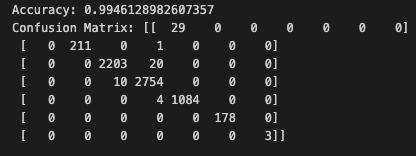 Accuracy: 0.9946128982607357
Confusion Matrix: [[  29    0    0    0    0    0    0]
[   0  211    0    1    0    0    0]
[   0    0 2203   20    0    0    0]
[   0    0   10 2754    0    0    0]
[   0    0    0    4 1084    0    0]
[   0    0    0    0    0  178    0]
[   0    0    0    0    0    0    3]]